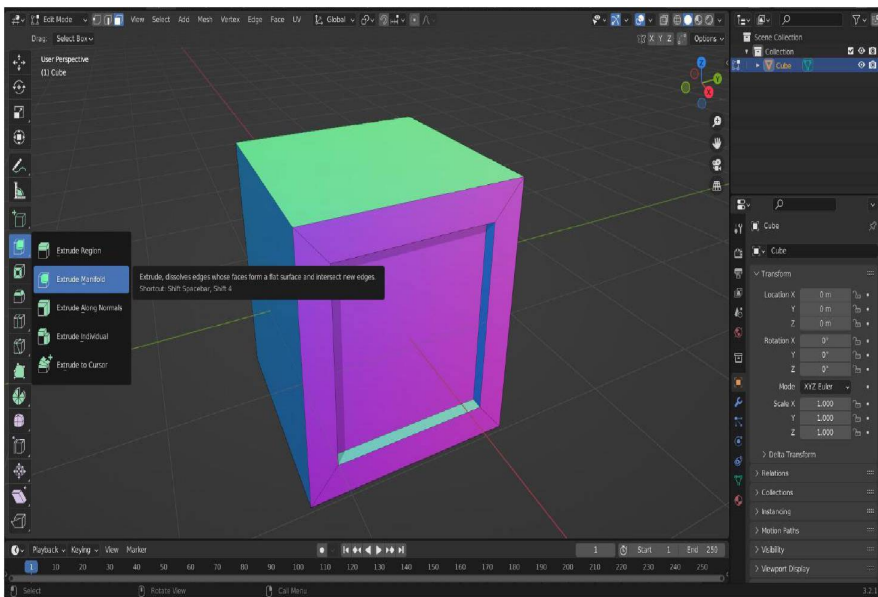 Edit Mode View Select Add Mesh Vertex Edge Face UV Global
Drag: Select Box X Y Z Options
User Perspective
(1) Cube
Z
Y
X
Extrude Region
Extrude Manifold
Extrude, dissolves edges whose faces form a flat surface and intersect new edges.
Shortcut: Shift Spacebar, Shift 4
Extrude Along Normals
Extrude Individual
Extrude to Cursor
Scene Collection
Collection
Cube
Cube
Cube
Transform
Location X 0 m
Y 0 m
Z 0 m
Rotation X 0°
Y 0°
Z 0°
Mode XYZ Euler
Scale X 1.000
Y 1.000
Z 1.000
Delta Transform
Relations
Collections
Instancing
Motion Paths
Visibility
Viewport Display
Playback Keying View Marker 1 Start 1 End 250
1 10 20 30 40 50 60 70 80 90 100 110 120 130 140 150 160 170 180 190 200 210 220 230 240 250
Select Rotate View Call Menu 3.2.1